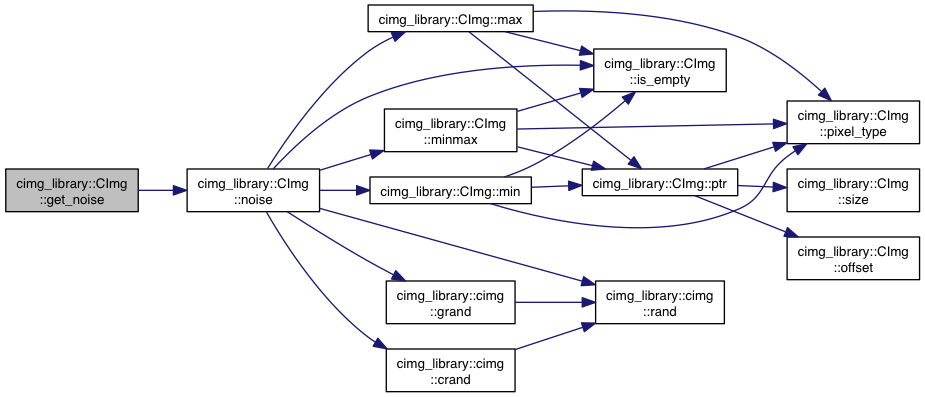 cimg_library::CImg
::get_noise
cimg_library::CImg
::noise
cimg_library::CImg::max
cimg_library::CImg
::minmax
cimg_library::CImg::min
cimg_library::cimg
::grand
cimg_library::cimg
::crand
cimg_library::CImg
::is_empty
cimg_library::CImg::ptr
cimg_library::cimg
::rand
cimg_library::CImg
::pixel_type
cimg_library::CImg
::size
cimg_library::CImg
::offset